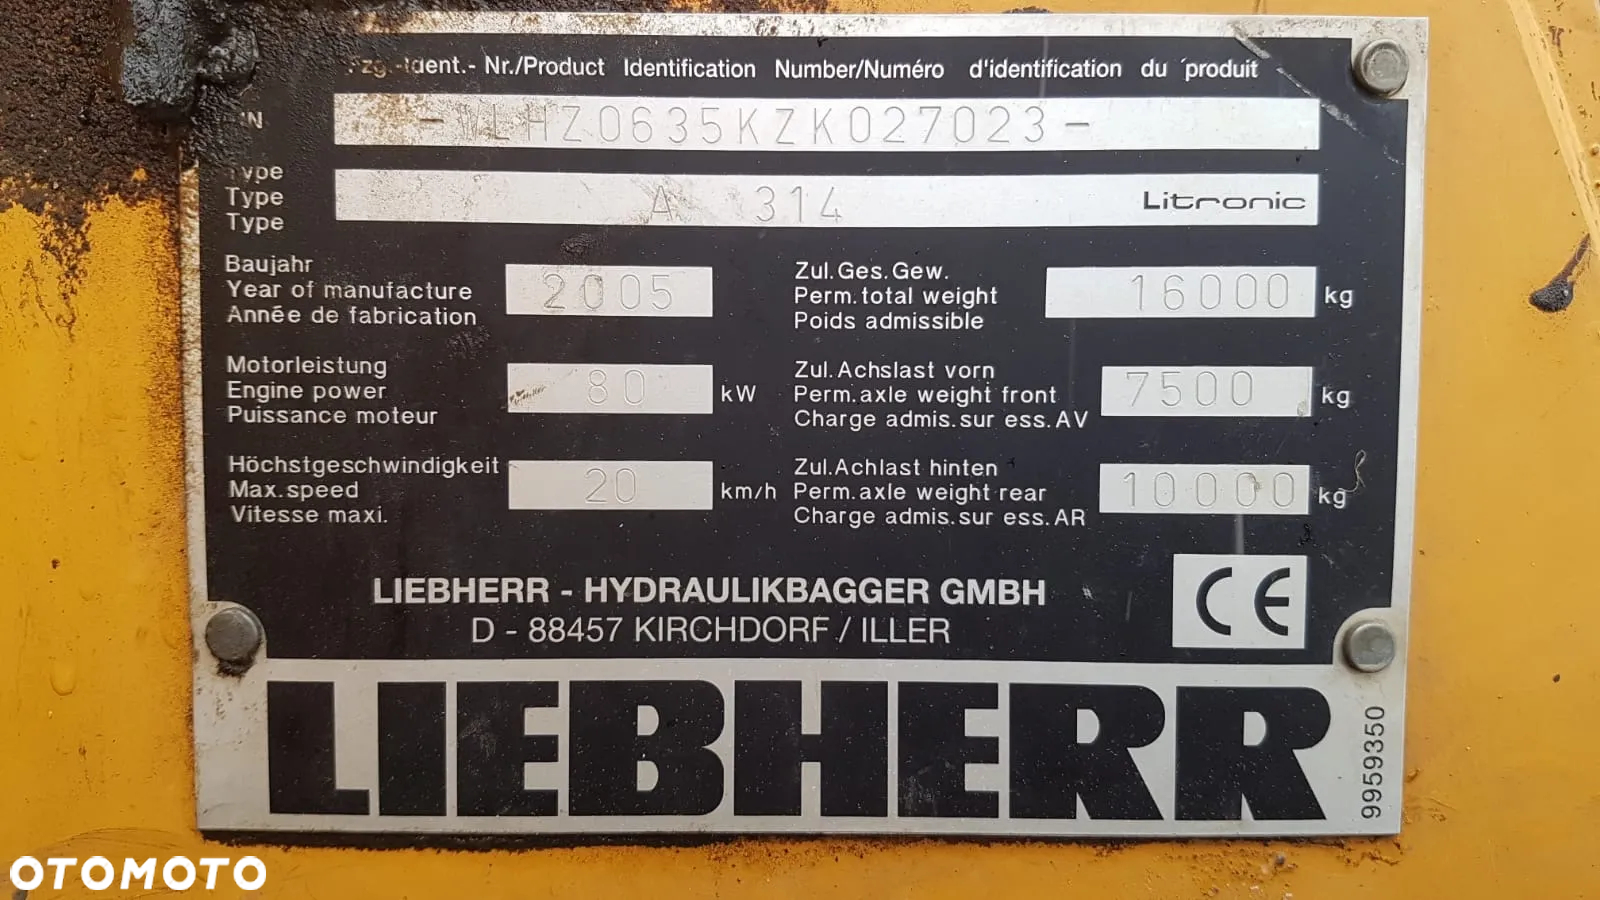 Fzg.-Ident.- Nr./Product Identification Number/Numéro d'identification du produit
- WLHZ0635KZK027023 -
Type
Type A 314 Litronic
Type
Baujahr
Year of manufacture 2005
Année de fabrication
Zul.Ges.Gew.
Perm.total weight 16000 kg
Poids admissible
Motorleistung
Engine power 80 kW
Puissance moteur
Zul.Achslast vorn
Perm.axle weight front 7500 kg
Charge admis.sur ess.AV
Höchstgeschwindigkeit
Max.speed 20 km/h
Vitesse maxi.
Zul.Achlast hinten
Perm.axle weight rear 10000 kg
Charge admis.sur ess.AR
LIEBHERR - HYDRAULIKBAGGER GMBH
D - 88457 KIRCHDORF / ILLER
CE
LIEBHERR
9959350
OTOMOTO